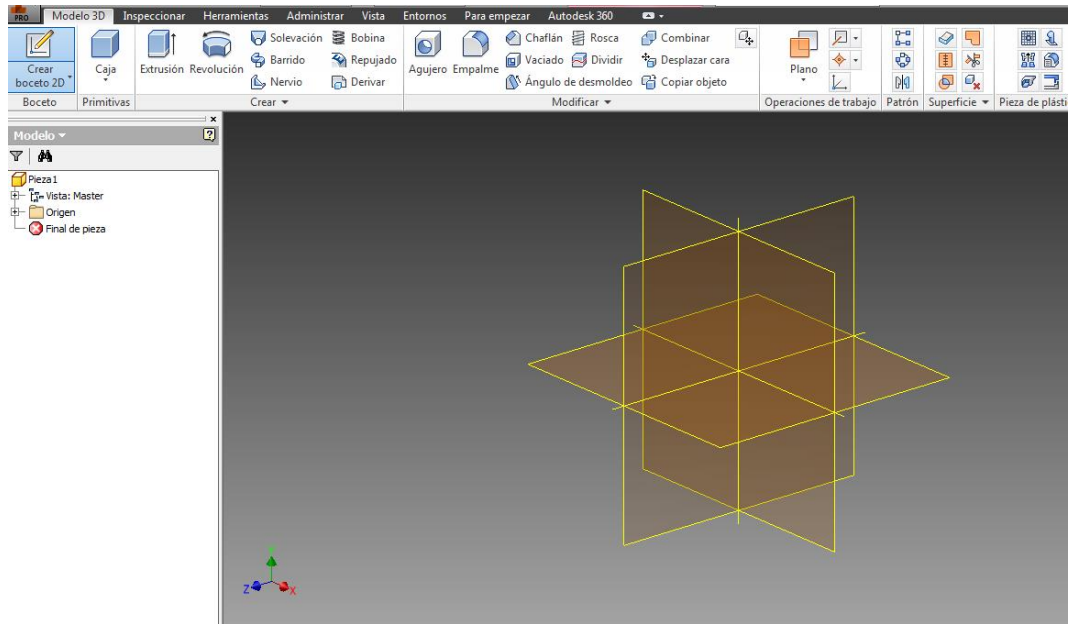 PRO Modelo 3D Inspeccionar Herramientas Administrar Vista Entornos Para empezar Autodesk 360
Crear boceto 2D
Caja
Extrusión Revolución
Solevación Bobina
Barrido Repujado
Nervio Derivar
Agujero Empalme
Chaflán Rosca Combinar
Vaciado Dividir Desplazar cara
Ángulo de desmoldeo Copiar objeto
Plano
Boceto Primitivas Crear Modificar Operaciones de trabajo Patrón Superficie Pieza de plásti
Modelo
Pieza1
Vista: Master
Origen
Final de pieza
Z X